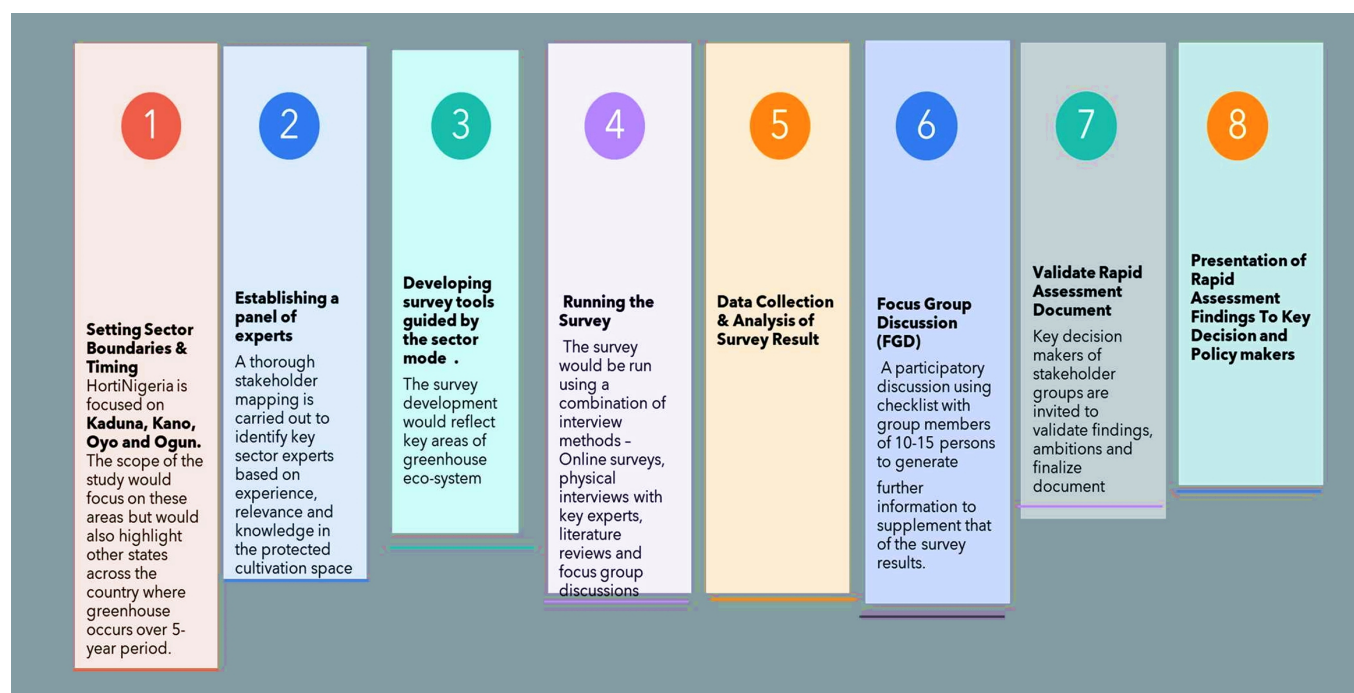 1
Setting Sector
Boundaries &
Timing
HortiNigeria is
focused on
Kaduna, Kano,
Oyo and Ogun.
The scope of the
study would
focus on these
areas but would
also highlight
other states
across the
country where
greenhouse
occurs over 5-
year period.
2
Establishing a
panel of
experts
A thorough
stakeholder
mapping is
carried out to
identify key
sector experts
based on
experience,
relevance and
knowledge in
the protected
cultivation space
3
Developing
survey tools
guided by
the sector
mode .
The survey
development
would reflect
key areas of
greenhouse
eco-system
4
Running the
Survey
The survey
would be run
using a
combination of
interview
methods –
Online surveys,
physical
interviews with
key experts,
literature
reviews and
focus group
discussions
5
Data Collection
& Analysis of
Survey Result
6
Focus Group
Discussion
(FGD)
A participatory
discussion using
checklist with
group members
of 10-15 persons
to generate
further
information to
supplement that
of the survey
results.
7
Validate Rapid
Assessment
Document
Key decision
makers of
stakeholder
groups are
invited to
validate findings,
ambitions and
finalize
document
8
Presentation of
Rapid
Assessment
Findings To Key
Decision and
Policy makers